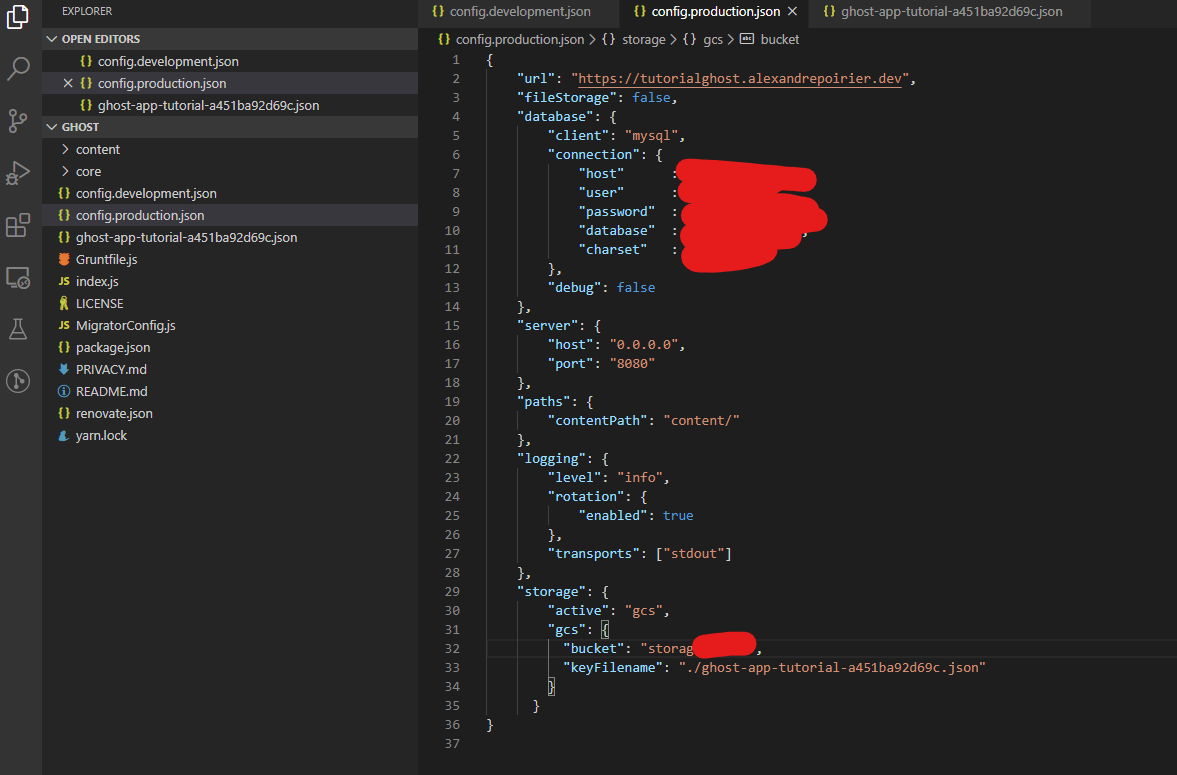 EXPLORER
OPEN EDITORS
{} config.development.json
× {} config.production.json
{} ghost-app-tutorial-a451ba92d69c.json
GHOST
> content
> core
{} config.development.json
{} config.production.json
{} ghost-app-tutorial-a451ba92d69c.json
Gruntfile.js
JS index.js
LICENSE
JS MigratorConfig.js
{} package.json
PRIVACY.md
README.md
{} renovate.json
yarn.lock
{} config.development.json {} config.production.json × {} ghost-app-tutorial-a451ba92d69c.json
{} config.production.json > {} storage > {} gcs > abc bucket
1 {
2 "url": "https://tutorialghost.alexandrepoirier.dev",
3 "fileStorage": false,
4 "database": {
5 "client": "mysql",
6 "connection": {
7 "host" :
8 "user" :
9 "password" :
10 "database" : ,
11 "charset" :
12 },
13 "debug": false
14 },
15 "server": {
16 "host": "0.0.0.0",
17 "port": "8080"
18 },
19 "paths": {
20 "contentPath": "content/"
21 },
22 "logging": {
23 "level": "info",
24 "rotation": {
25 "enabled": true
26 },
27 "transports": ["stdout"]
28 },
29 "storage": {
30 "active": "gcs",
31 "gcs": {
32 "bucket": "storag ,
33 "keyFilename": "./ghost-app-tutorial-a451ba92d69c.json"
34 }
35 }
36 }
37